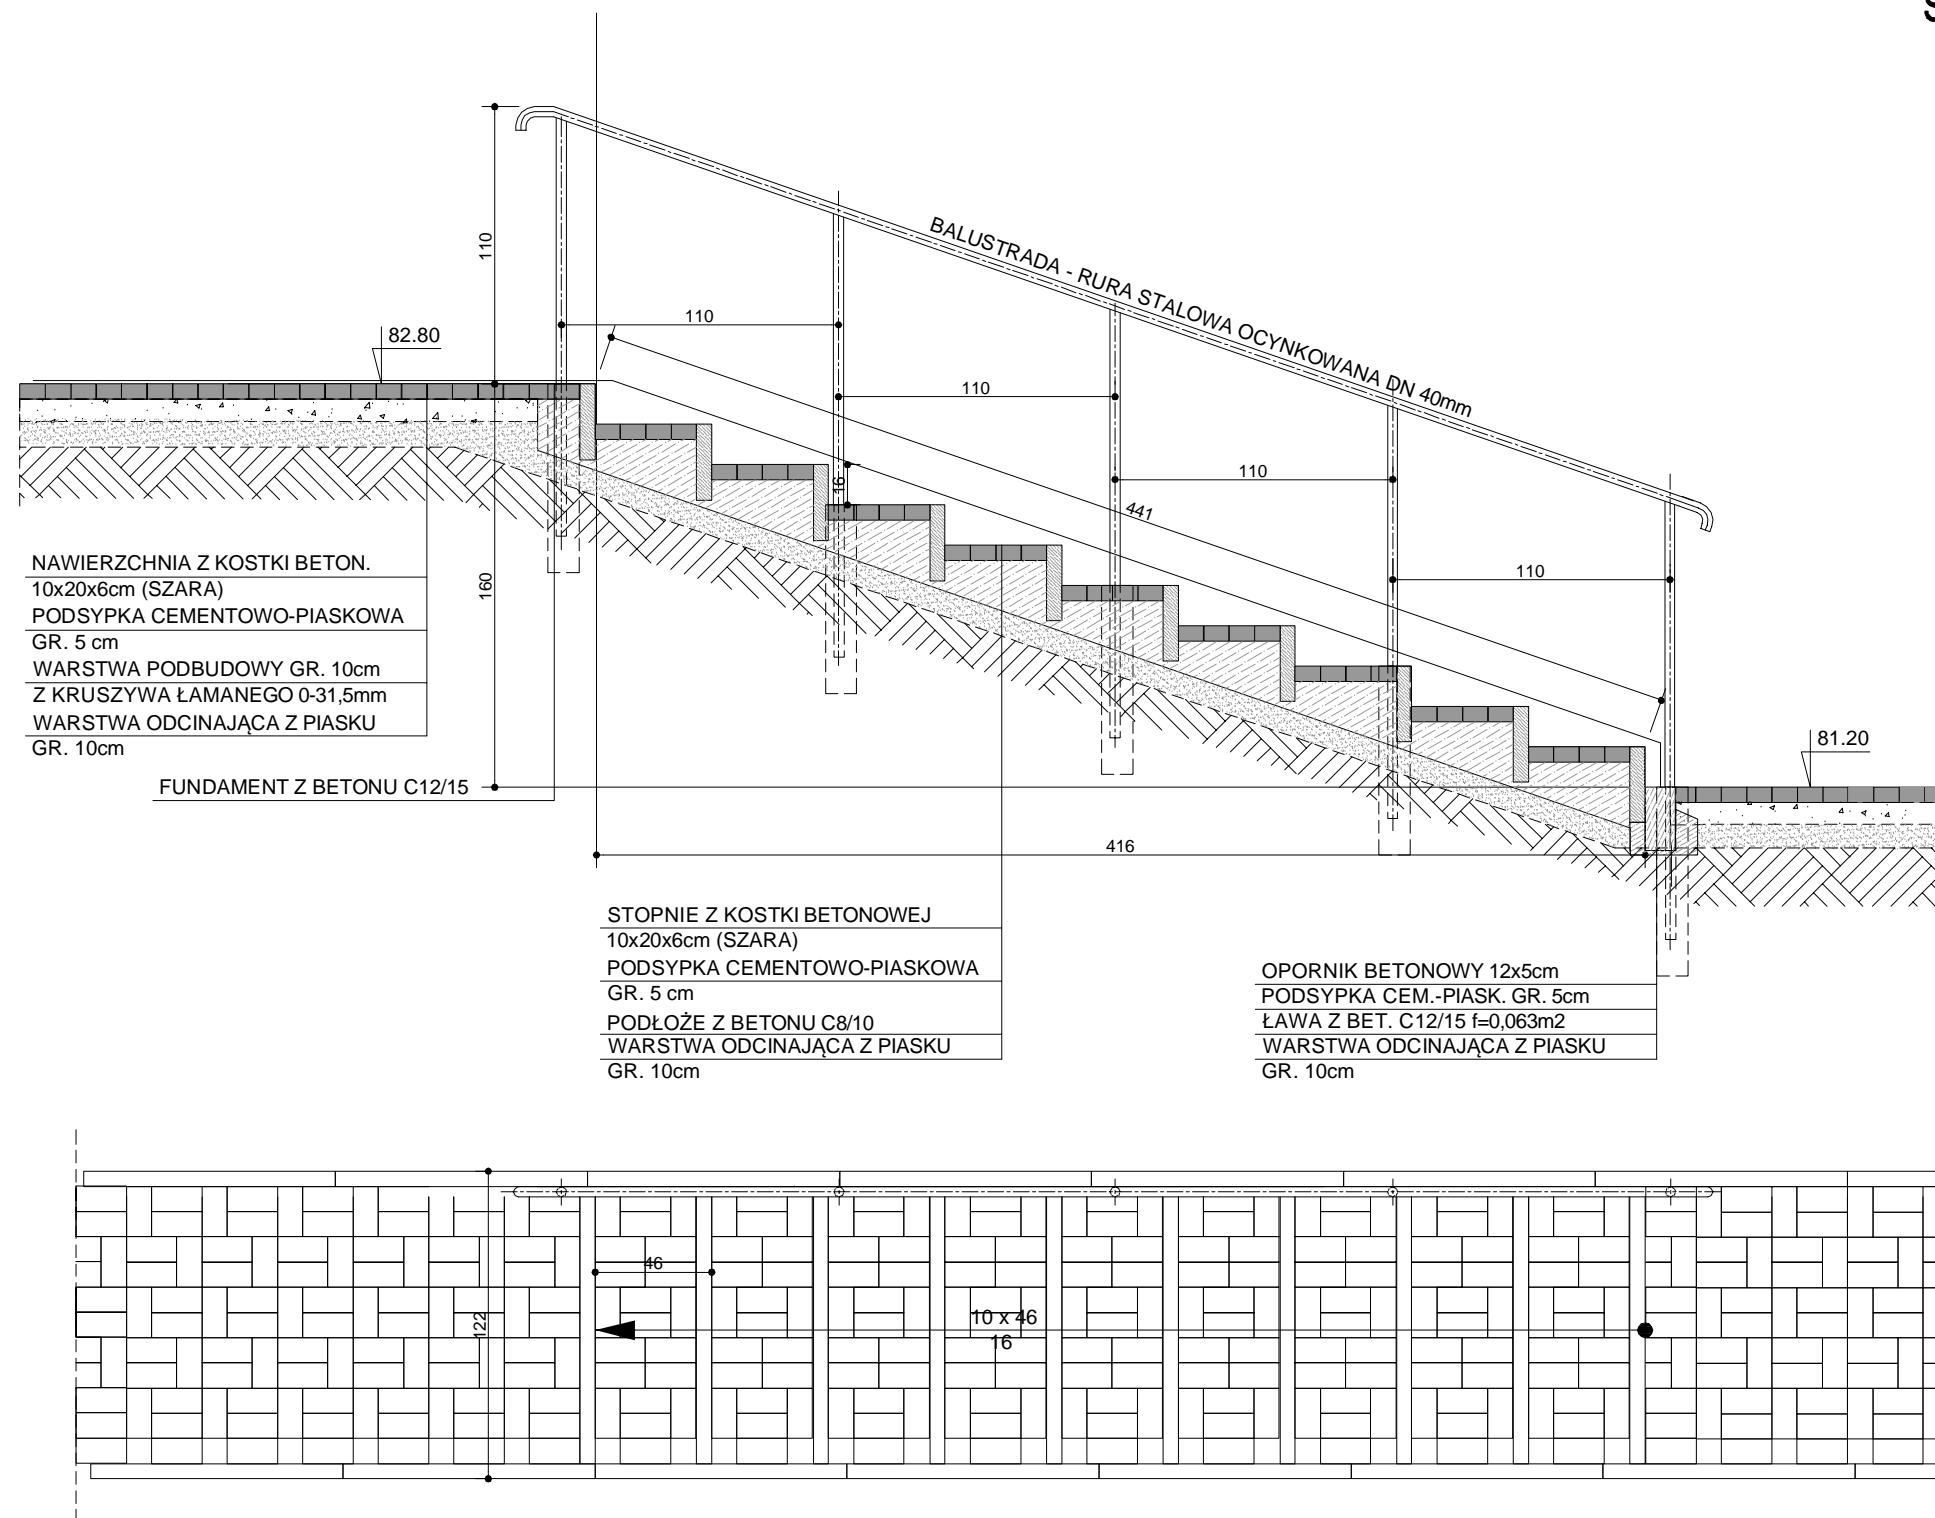 110
BALUSTRADA - RURA STALOWA OCYNKOWANA DN 40mm
110
82.80
110
16
110
441
110
160
81.20
NAWIERZCHNIA Z KOSTKI BETON.
10x20x6cm (SZARA)
PODSYPKA CEMENTOWO-PIASKOWA
GR. 5 cm
WARSTWA PODBUDOWY GR. 10cm
Z KRUSZYWA ŁAMANEGO 0-31,5mm
WARSTWA ODCINAJĄCA Z PIASKU
GR. 10cm
FUNDAMENT Z BETONU C12/15
416
STOPNIE Z KOSTKI BETONOWEJ
10x20x6cm (SZARA)
PODSYPKA CEMENTOWO-PIASKOWA
GR. 5 cm
PODŁOŻE Z BETONU C8/10
WARSTWA ODCINAJĄCA Z PIASKU
GR. 10cm
OPORNIK BETONOWY 12x5cm
PODSYPKA CEM.-PIASK. GR. 5cm
ŁAWA Z BET. C12/15 f=0,063m2
WARSTWA ODCINAJĄCA Z PIASKU
GR. 10cm
46
122
10 x 46
16